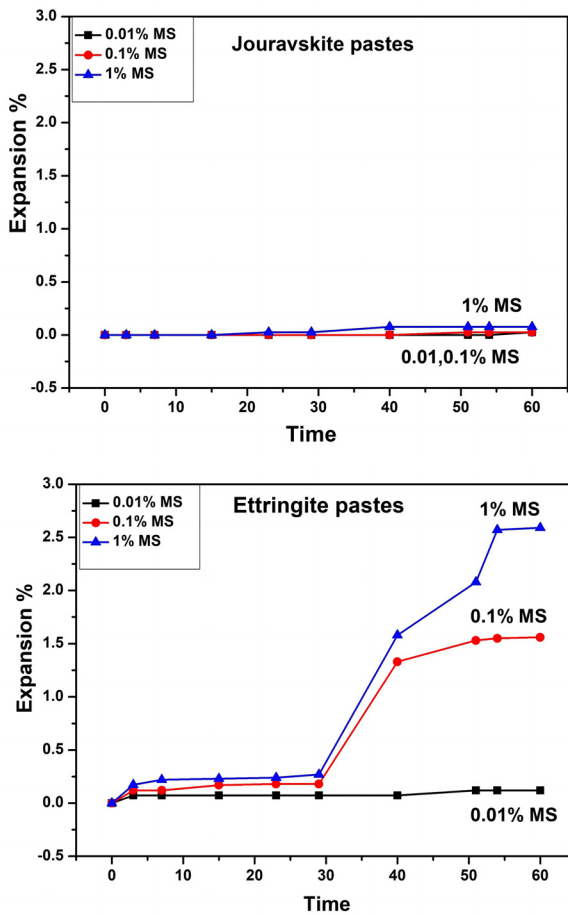 Jouravskite pastes
0.01% MS
0.1% MS
1% MS
Expansion %
3.0
2.5
2.0
1.5
1.0
0.5
0.0
-0.5
1% MS
0.01,0.1% MS
0 10 20 30 40 50 60
Time
Ettringite pastes
0.01% MS
0.1% MS
1% MS
Expansion %
3.0
2.5
2.0
1.5
1.0
0.5
0.0
-0.5
1% MS
0.1% MS
0.01% MS
0 10 20 30 40 50 60
Time